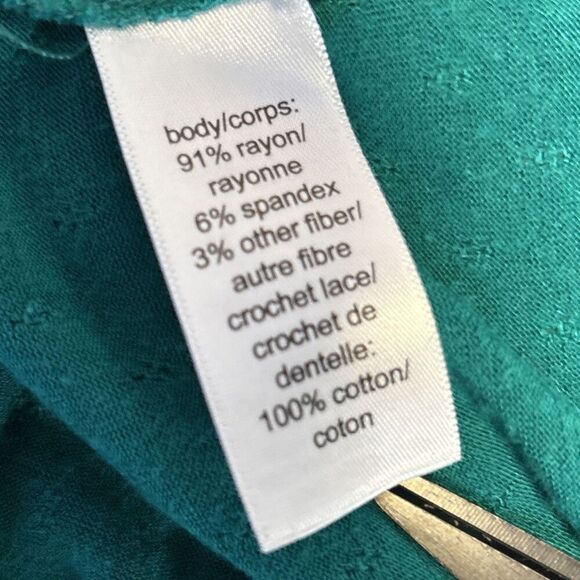 body/corps:
91% rayon/
rayonne
6% spandex
3% other fiber/
autre fibre
crochet lace/
crochet de
dentelle:
100% cotton/
coton